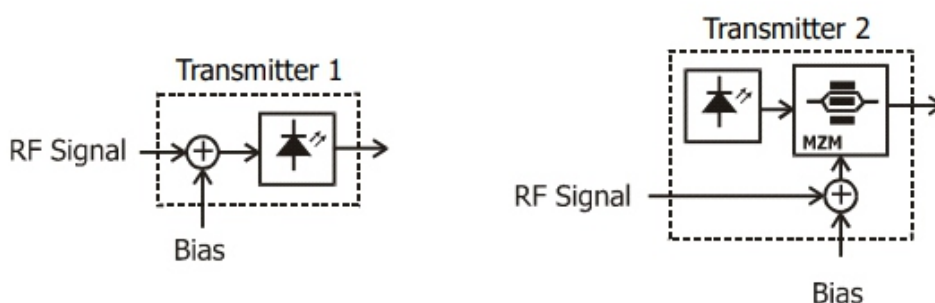 Transmitter 1
RF Signal
Bias
Transmitter 2
MZM
RF Signal
Bias